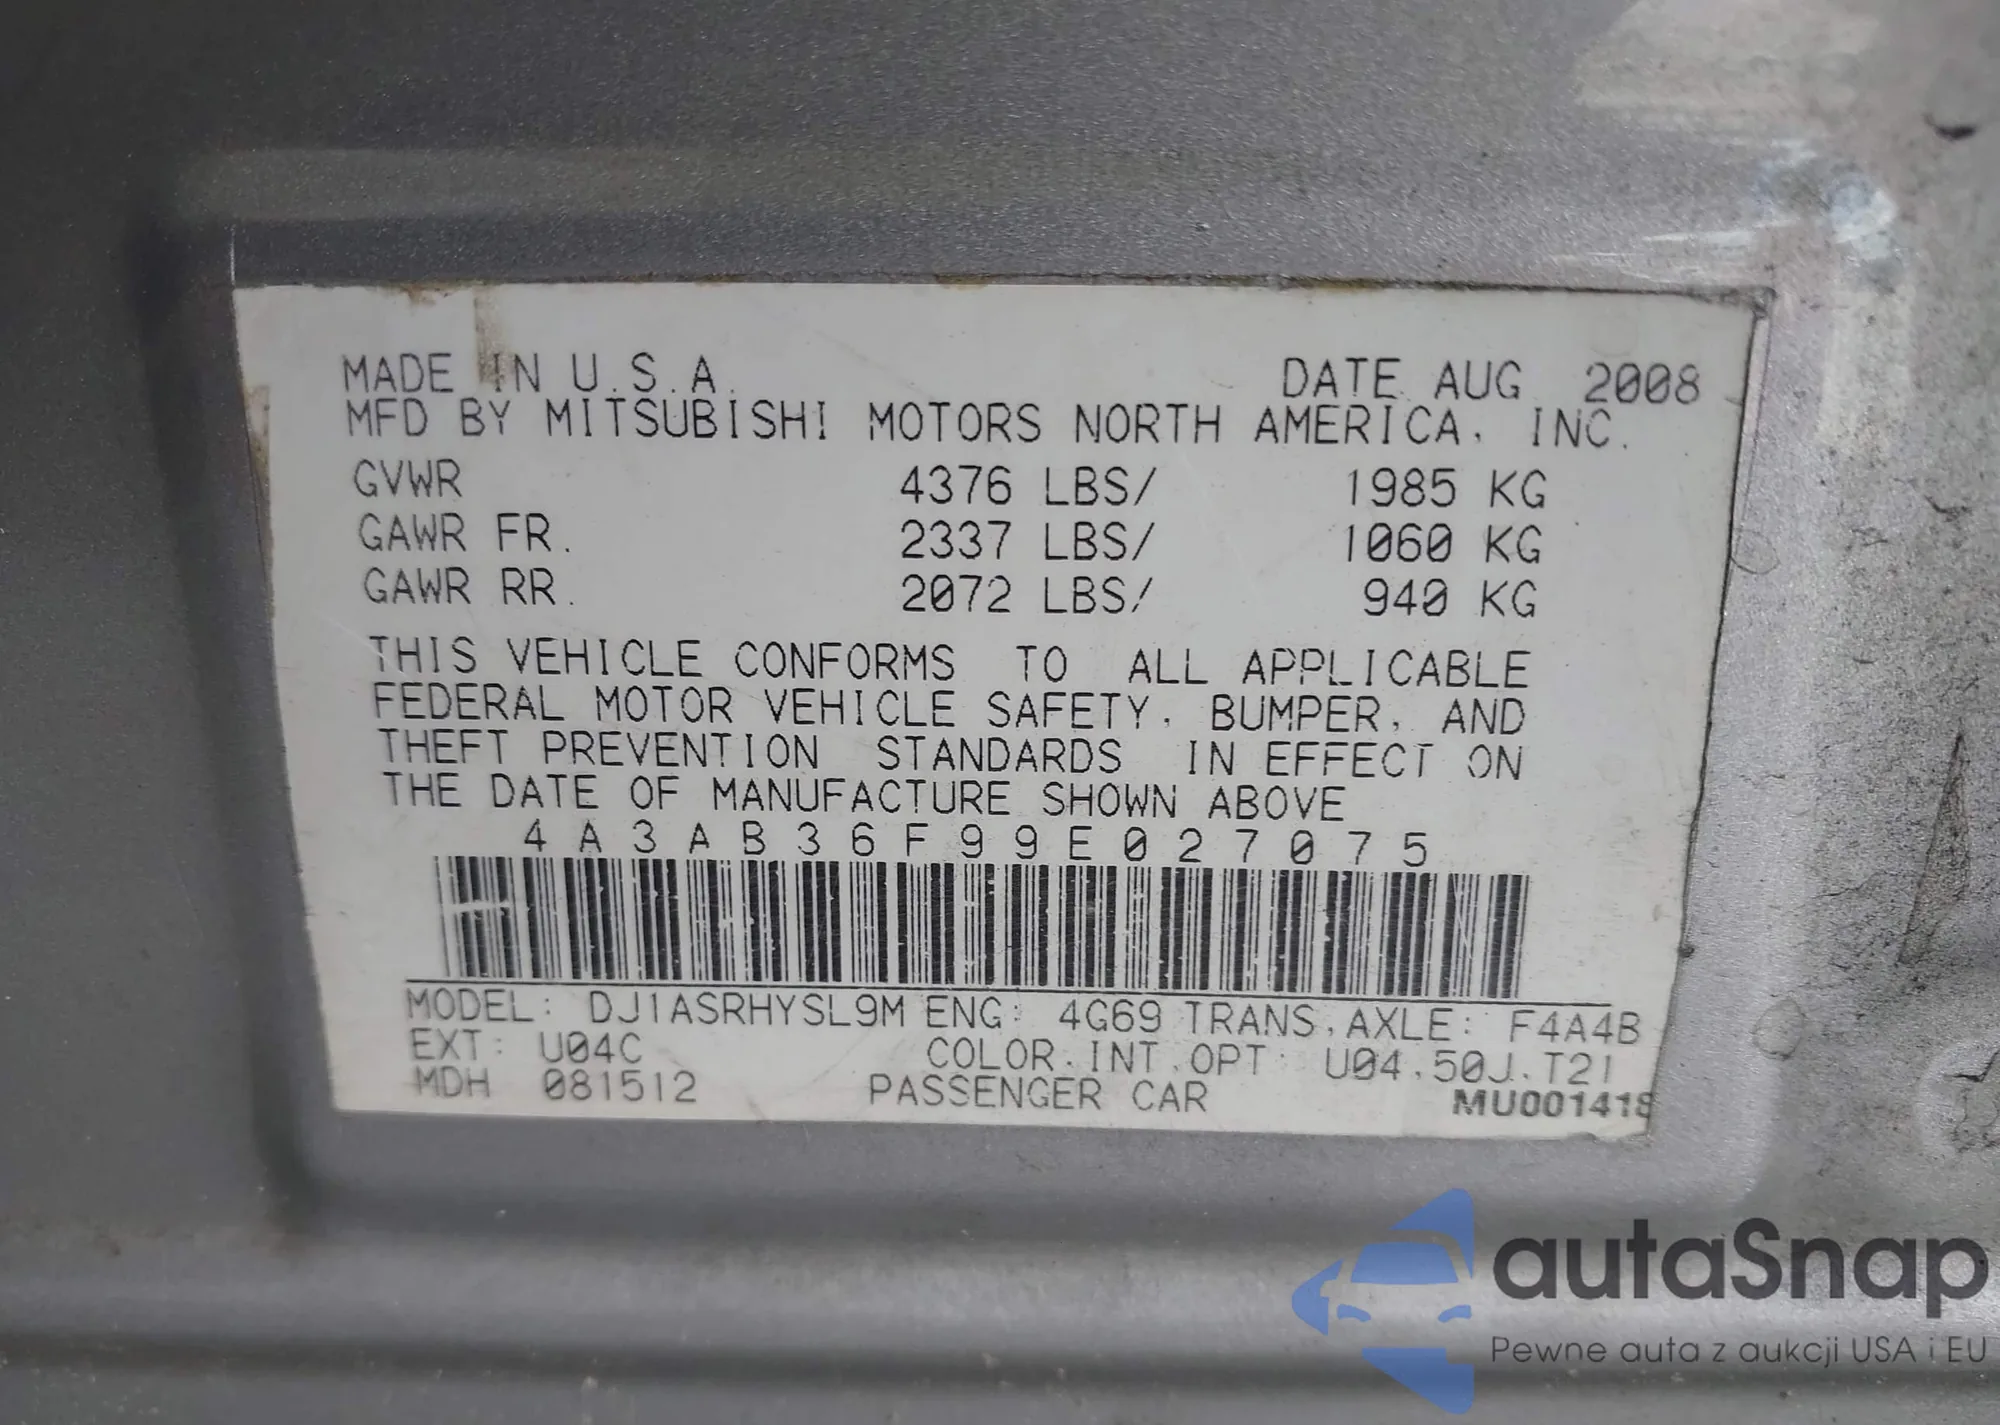 MADE IN U.S.A. DATE AUG 2008
MFD BY MITSUBISHI MOTORS NORTH AMERICA, INC.
GVWR 4376 LBS/ 1985 KG
GAWR FR. 2337 LBS/ 1060 KG
GAWR RR. 2072 LBS/ 940 KG
THIS VEHICLE CONFORMS TO ALL APPLICABLE
FEDERAL MOTOR VEHICLE SAFETY, BUMPER, AND
THEFT PREVENTION STANDARDS IN EFFECT ON
THE DATE OF MANUFACTURE SHOWN ABOVE
4A3AB36F99E027075
MODEL: DJ1ASRHYSL9M ENG: 4G69 TRANS,AXLE: F4A4B
EXT: U04C COLOR.INT.OPT: U04.50J.T21
MDH 081512 PASSENGER CAR MU001418
autaSnap
Pewne auta z aukcji USA i EU